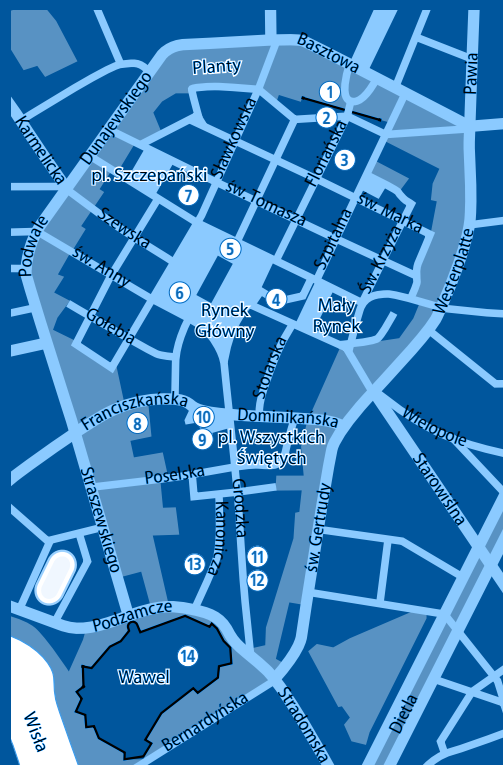 Basztowa
Planty
Pawia
1
2
Dunajewskiego
Sławkowska
Floriańska
3
Karmelicka
pl. Szczepański
7
św. Tomasza
św. Marka
Szpitalna
Św. Krzyża
Podwale
Szewska
5
Westerplatte
św. Anny
6
4
Rynek
Główny
Mały
Rynek
Gołębia
Stolarska
Franciszkańska
8
10
9
Dominikańska
pl. Wszystkich
Świętych
Wielopole
Starowiślna
Poselska
Straszewskiego
Grodzka
Kanonicza
św. Gertrudy
13
11
12
Podzamcze
14
Wawel
Wisła
Bernardyńska
Stradomska
Dietla